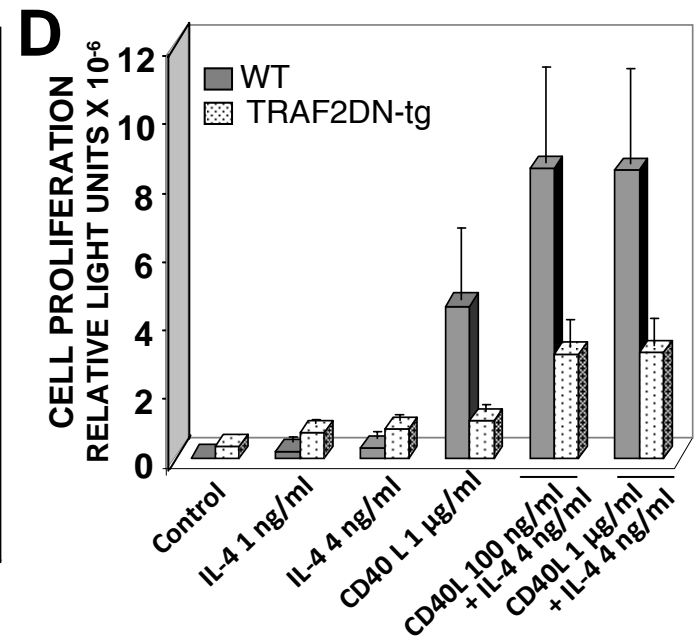 D
CELL PROLIFERATION
RELATIVE LIGHT UNITS X 10-6
12
10
8
6
4
2
0
WT
TRAF2DN-tg
Control
IL-4 1 ng/ml
IL-4 4 ng/ml
CD40 L 1 µg/ml
CD40L 100 ng/ml
+ IL-4 4 ng/ml
CD40L 1 µg/ml
+ IL-4 4 ng/ml